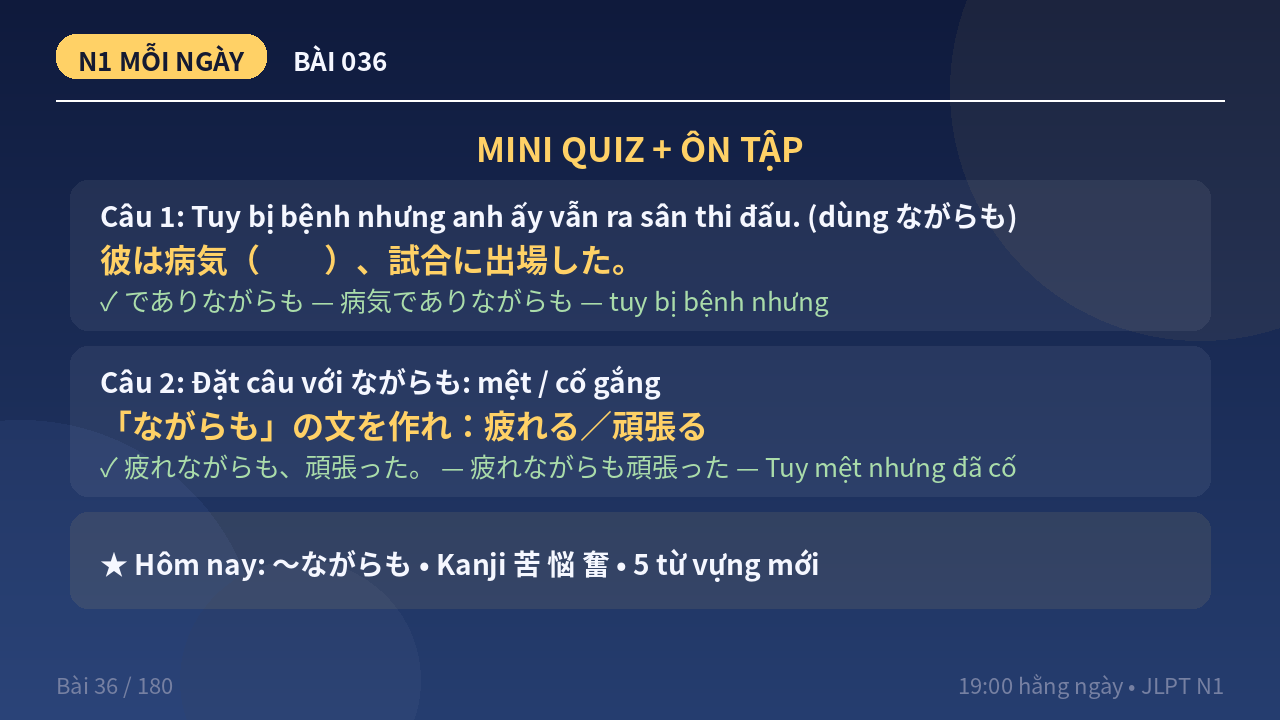 N1 MỖI NGÀY
BÀI 036
MINI QUIZ + ÔN TẬP
Câu 1: Tuy bị bệnh nhưng anh ấy vẫn ra sân thi đấu. (dùng ながらも)
彼は病気（　　）、試合に出場した。
✓ でありながらも — 病気でありながらも — tuy bị bệnh nhưng
Câu 2: Đặt câu với ながらも: mệt / cố gắng
「ながらも」の文を作れ：疲れる／頑張る
✓ 疲れながらも、頑張った。 — 疲れながらも頑張った — Tuy mệt nhưng đã cố
★ Hôm nay: ～ながらも • Kanji 苦 悩 奮 • 5 từ vựng mới
Bài 36 / 180
19:00 hằng ngày • JLPT N1